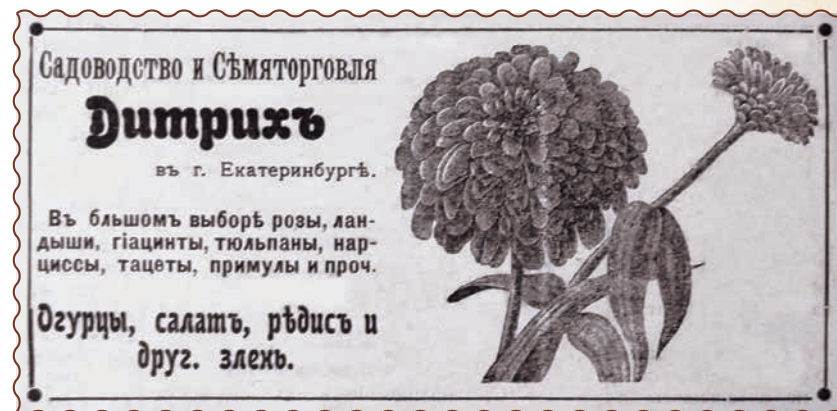 Садоводство и Сѣмяторговля
Дитрихъ
въ г. Екатеринбургѣ.
Въ бльшомъ выборѣ розы, лан-
дыши, гіацинты, тюльпаны, нар-
циссы, тацеты, примулы и проч.
Огурцы, салатъ, рѣдисъ и
друг. злень.